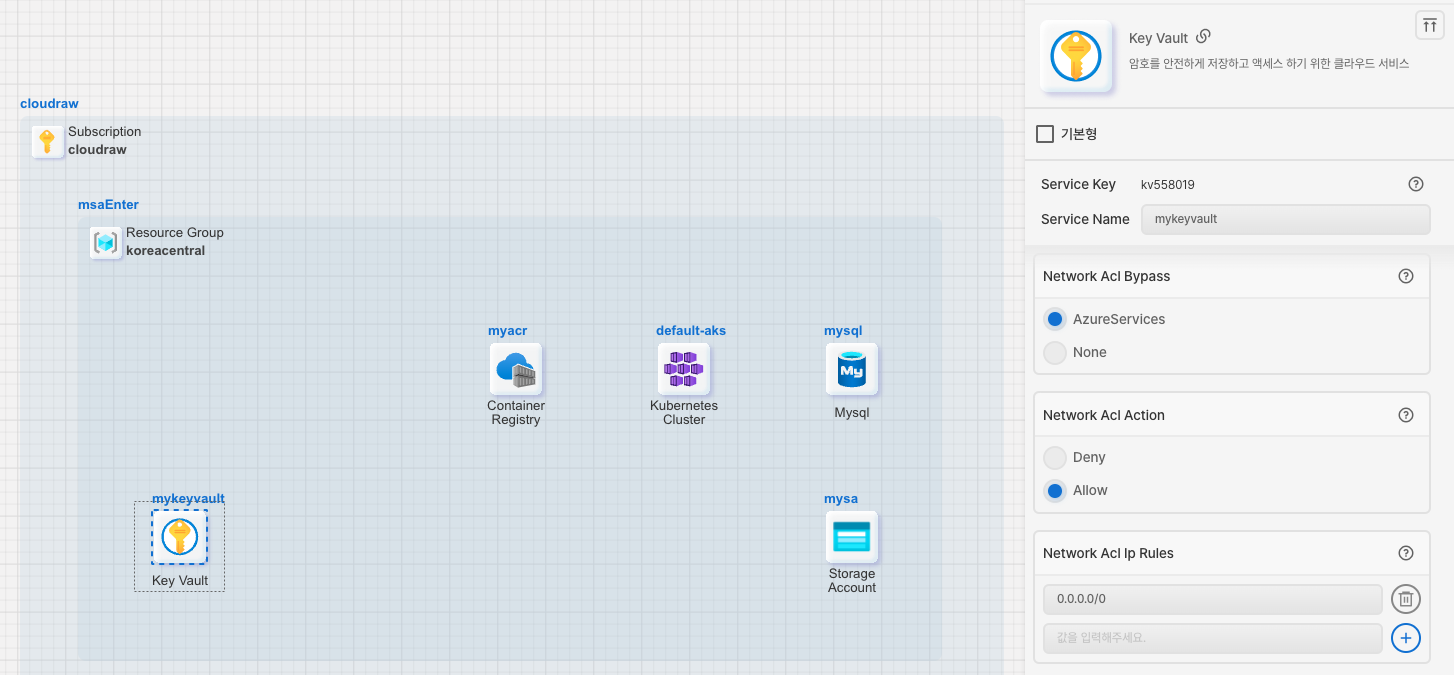 cloudraw
Subscription
cloudraw
msaEnter
Resource Group
koreacentral
myacr
Container
Registry
default-aks
Kubernetes
Cluster
mysql
My
Mysql
mykeyvault
Key Vault
mysa
Storage
Account
Key Vault
암호를 안전하게 저장하고 액세스 하기 위한 클라우드 서비스
기본형
Service Key kv558019
Service Name mykeyvault
Network Acl Bypass
AzureServices
None
Network Acl Action
Deny
Allow
Network Acl Ip Rules
0.0.0.0/0
값을 입력해주세요.